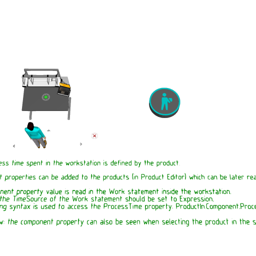 ess time spent in the workstation is defined by the product.
t properties can be added to the products (in Product Editor) which can be later rea
nent property value is read in the Work statement inside the workstation.
the TimeSource of the Work statement should be set to Expression.
ng syntax is used to access the ProcessTime property: ProductInComponent.Proce
w: the component property can also be seen when selecting the product in the s